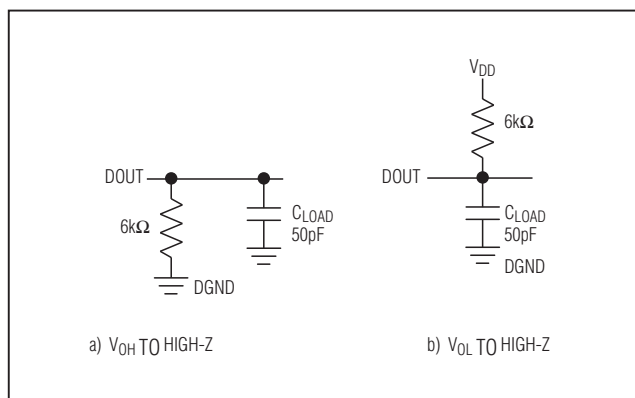 DOUT
6kΩ
DGND
CLOAD
50pF
a) VOH TO HIGH-Z
VDD
6kΩ
DOUT
CLOAD
50pF
DGND
b) VOL TO HIGH-Z